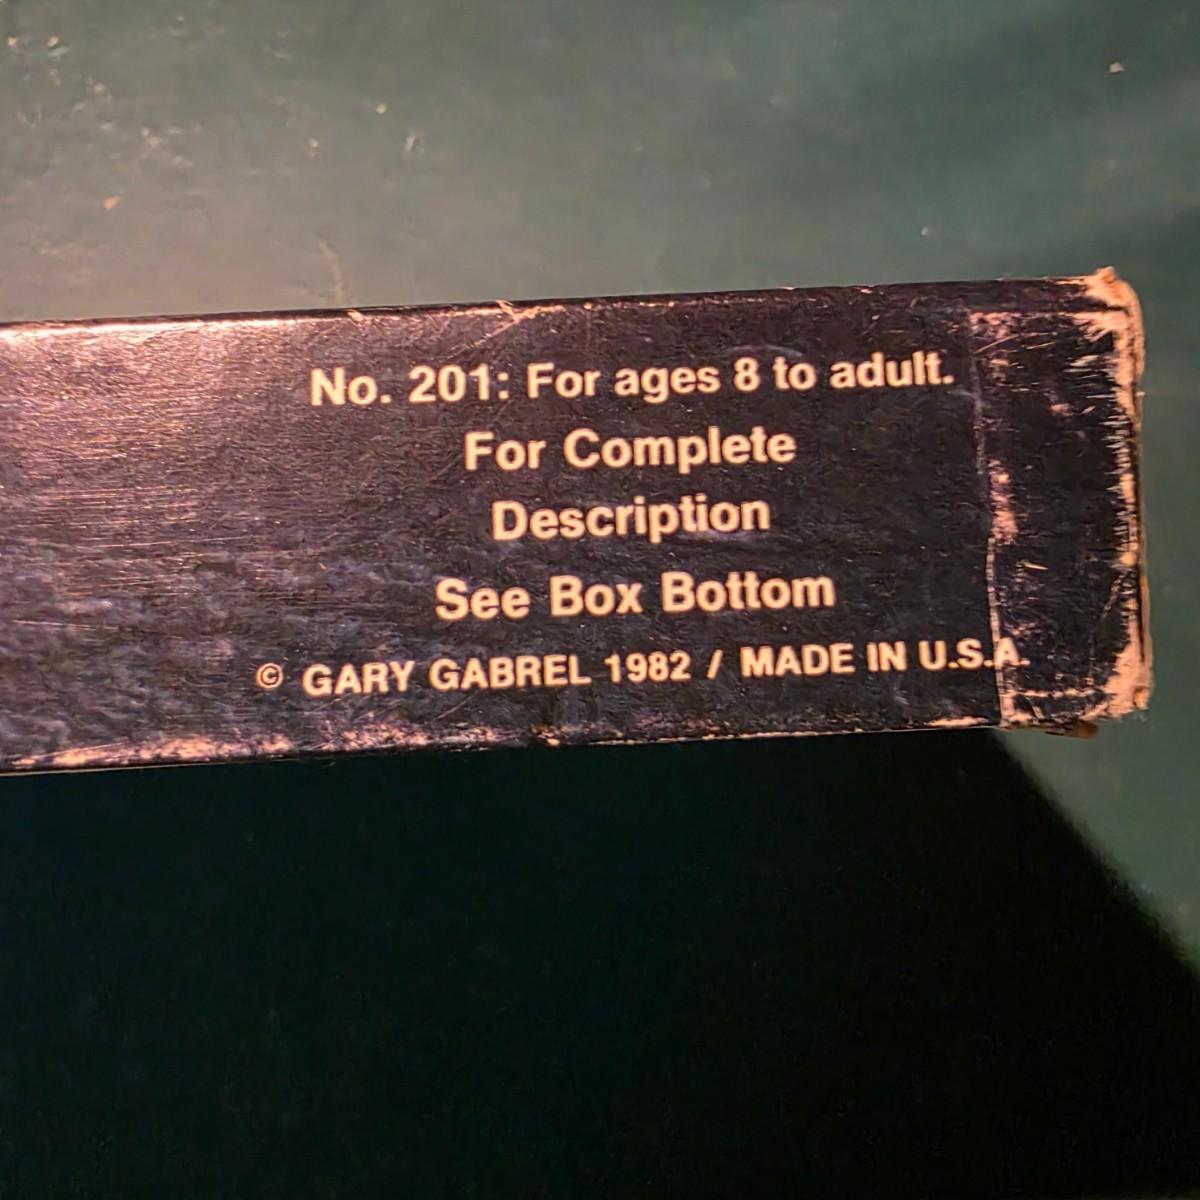 No. 201: For ages 8 to adult.
For Complete
Description
See Box Bottom
© GARY GABREL 1982 / MADE IN U.S.A.